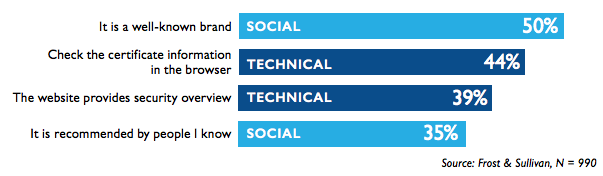 It is a well-known brand SOCIAL 50%
Check the certificate information
in the browser TECHNICAL 44%
The website provides security overview TECHNICAL 39%
It is recommended by people I know SOCIAL 35%
Source: Frost & Sullivan, N = 990